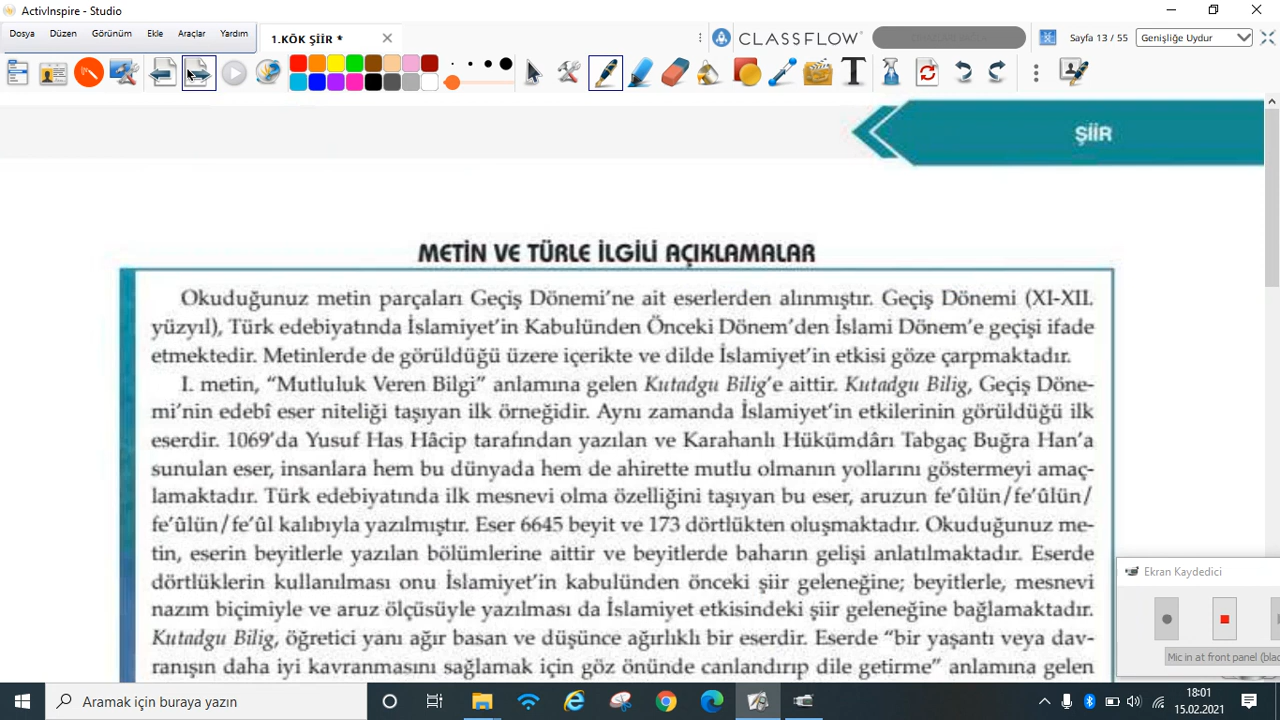 ActivInspire - Studio
Dosya Düzen Görünüm Ekle Araçlar Yardım
1.KÖK ŞİİR *
CLASSFLOW
Sayfa 13 / 55
Genişliğe Uydur
ŞİİR
METİN VE TÜRLE İLGİLİ AÇIKLAMALAR
Okuduğunuz metin parçaları Geçiş Dönemi’ne ait eserlerden alınmıştır. Geçiş Dönemi (XI-XII.
yüzyıl), Türk edebiyatında İslamiyet’in Kabulünden Önceki Dönem’den İslami Dönem’e geçişi ifade
etmektedir. Metinlerde de görüldüğü üzere içerikte ve dilde İslamiyet’in etkisi göze çarpmaktadır.
I. metin, “Mutluluk Veren Bilgi” anlamına gelen Kutadgu Bilig’e aittir. Kutadgu Bilig, Geçiş Döne-
mi’nin edebî eser niteliği taşıyan ilk örneğidir. Aynı zamanda İslamiyet’in etkilerinin görüldüğü ilk
eserdir. 1069’da Yusuf Has Hâcip tarafından yazılan ve Karahanlı Hükümdârı Tabgaç Buğra Han’a
sunulan eser, insanlara hem bu dünyada hem de ahirette mutlu olmanın yollarını göstermeyi amaç-
lamaktadır. Türk edebiyatında ilk mesnevi olma özelliğini taşıyan bu eser, aruzun fe’ûlün/fe’ûlün/
fe’ûlün/fe’ûl kalıbıyla yazılmıştır. Eser 6645 beyit ve 173 dörtlükten oluşmaktadır. Okuduğunuz me-
tin, eserin beyitlerle yazılan bölümlerine aittir ve beyitlerde baharın gelişi anlatılmaktadır. Eserde
dörtlüklerin kullanılması onu İslamiyet’in kabulünden önceki şiir geleneğine; beyitlerle, mesnevi
nazım biçimiyle ve aruz ölçüsüyle yazılması da İslamiyet etkisindeki şiir geleneğine bağlamaktadır.
Kutadgu Bilig, öğretici yanı ağır basan ve düşünce ağırlıklı bir eserdir. Eserde “bir yaşantı veya dav-
ranışın daha iyi kavranmasını sağlamak için göz önünde canlandırıp dile getirme” anlamına gelen
Ekran Kaydedici
Mic in at front panel (blac
Aramak için buraya yazın
18:01
15.02.2021